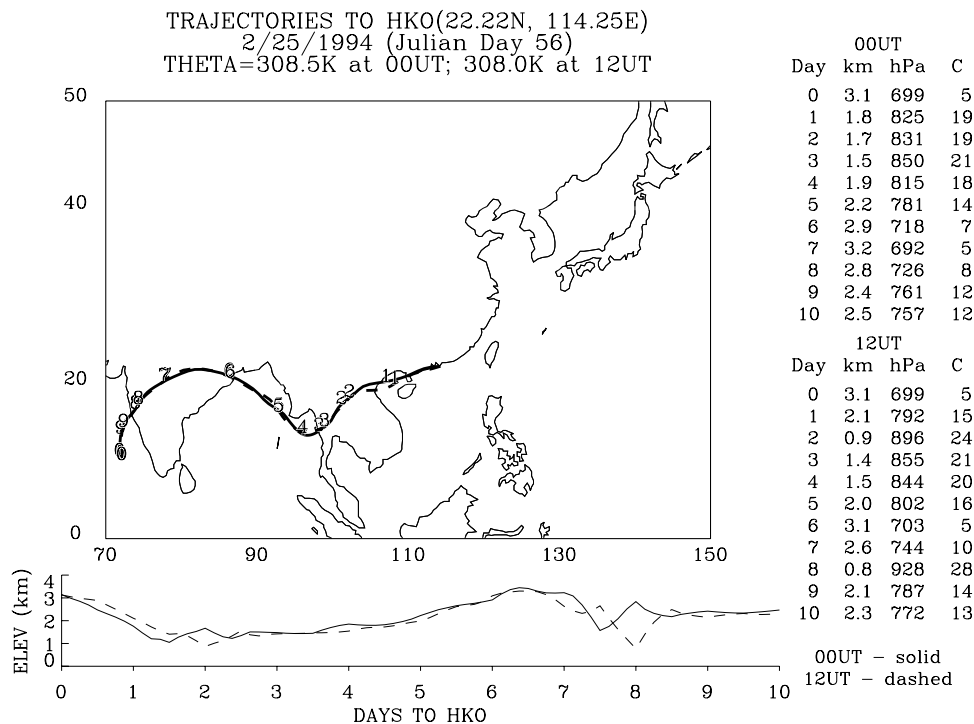 TRAJECTORIES TO HKO(22.22N, 114.25E)
2/25/1994 (Julian Day 56)
THETA=308.5K at 00UT; 308.0K at 12UT
50
40
20
0
70 90 110 130 150
7 6 5 4 3 22 11
8
9
ELEV (km)
4
3
2
1
0
0 1 2 3 4 5 6 7 8 9 10
DAYS TO HKO
00UT
Day km hPa C
0 3.1 699 5
1 1.8 825 19
2 1.7 831 19
3 1.5 850 21
4 1.9 815 18
5 2.2 781 14
6 2.9 718 7
7 3.2 692 5
8 2.8 726 8
9 2.4 761 12
10 2.5 757 12
12UT
Day km hPa C
0 3.1 699 5
1 2.1 792 15
2 0.9 896 24
3 1.4 855 21
4 1.5 844 20
5 2.0 802 16
6 3.1 703 5
7 2.6 744 10
8 0.8 928 28
9 2.1 787 14
10 2.3 772 13
00UT – solid
12UT – dashed